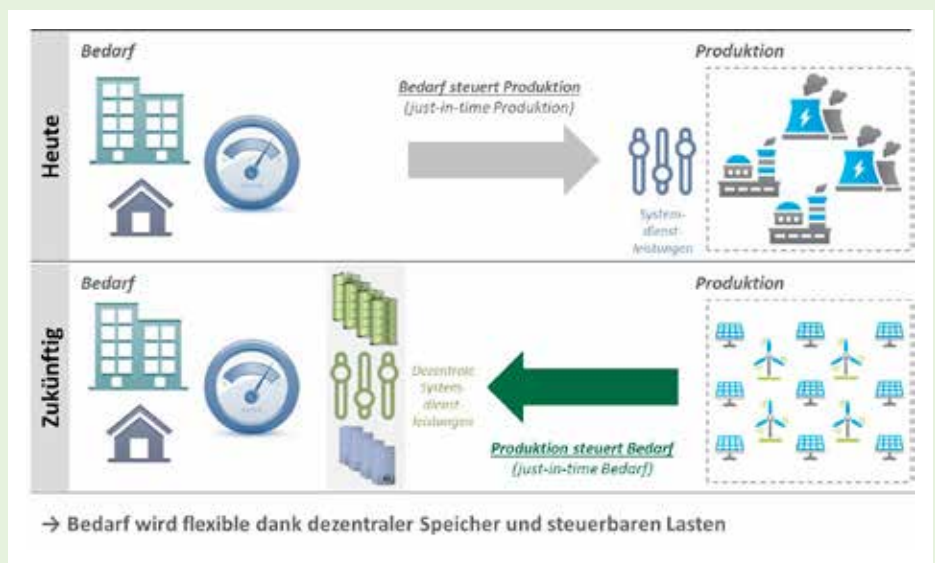 Heute
Bedarf
Bedarf steuert Produktion
(just-in-time Produktion)
System-
dienst-
leistungen
Produktion
Zukünftig
Bedarf
Dezentrale
System-
dienst-
leistungen
Produktion steuert Bedarf
(just-in-time Bedarf)
Produktion
→ Bedarf wird flexible dank dezentraler Speicher und steuerbaren Lasten